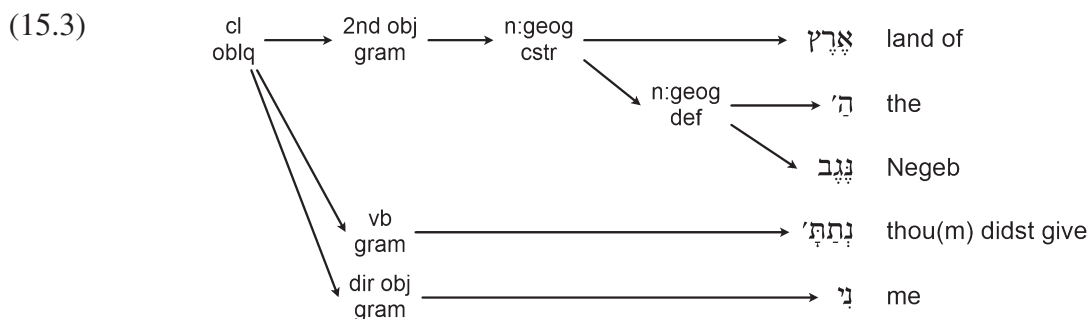 (15.3)
cl
oblq
2nd obj
gram
n:geog
cstr
אֶרֶץ land of
n:geog
def
הַ׳ the
נֶּגֶב Negeb
vb
gram
נְתַתָּ׳ thou(m) didst give
dir obj
gram
נִי me